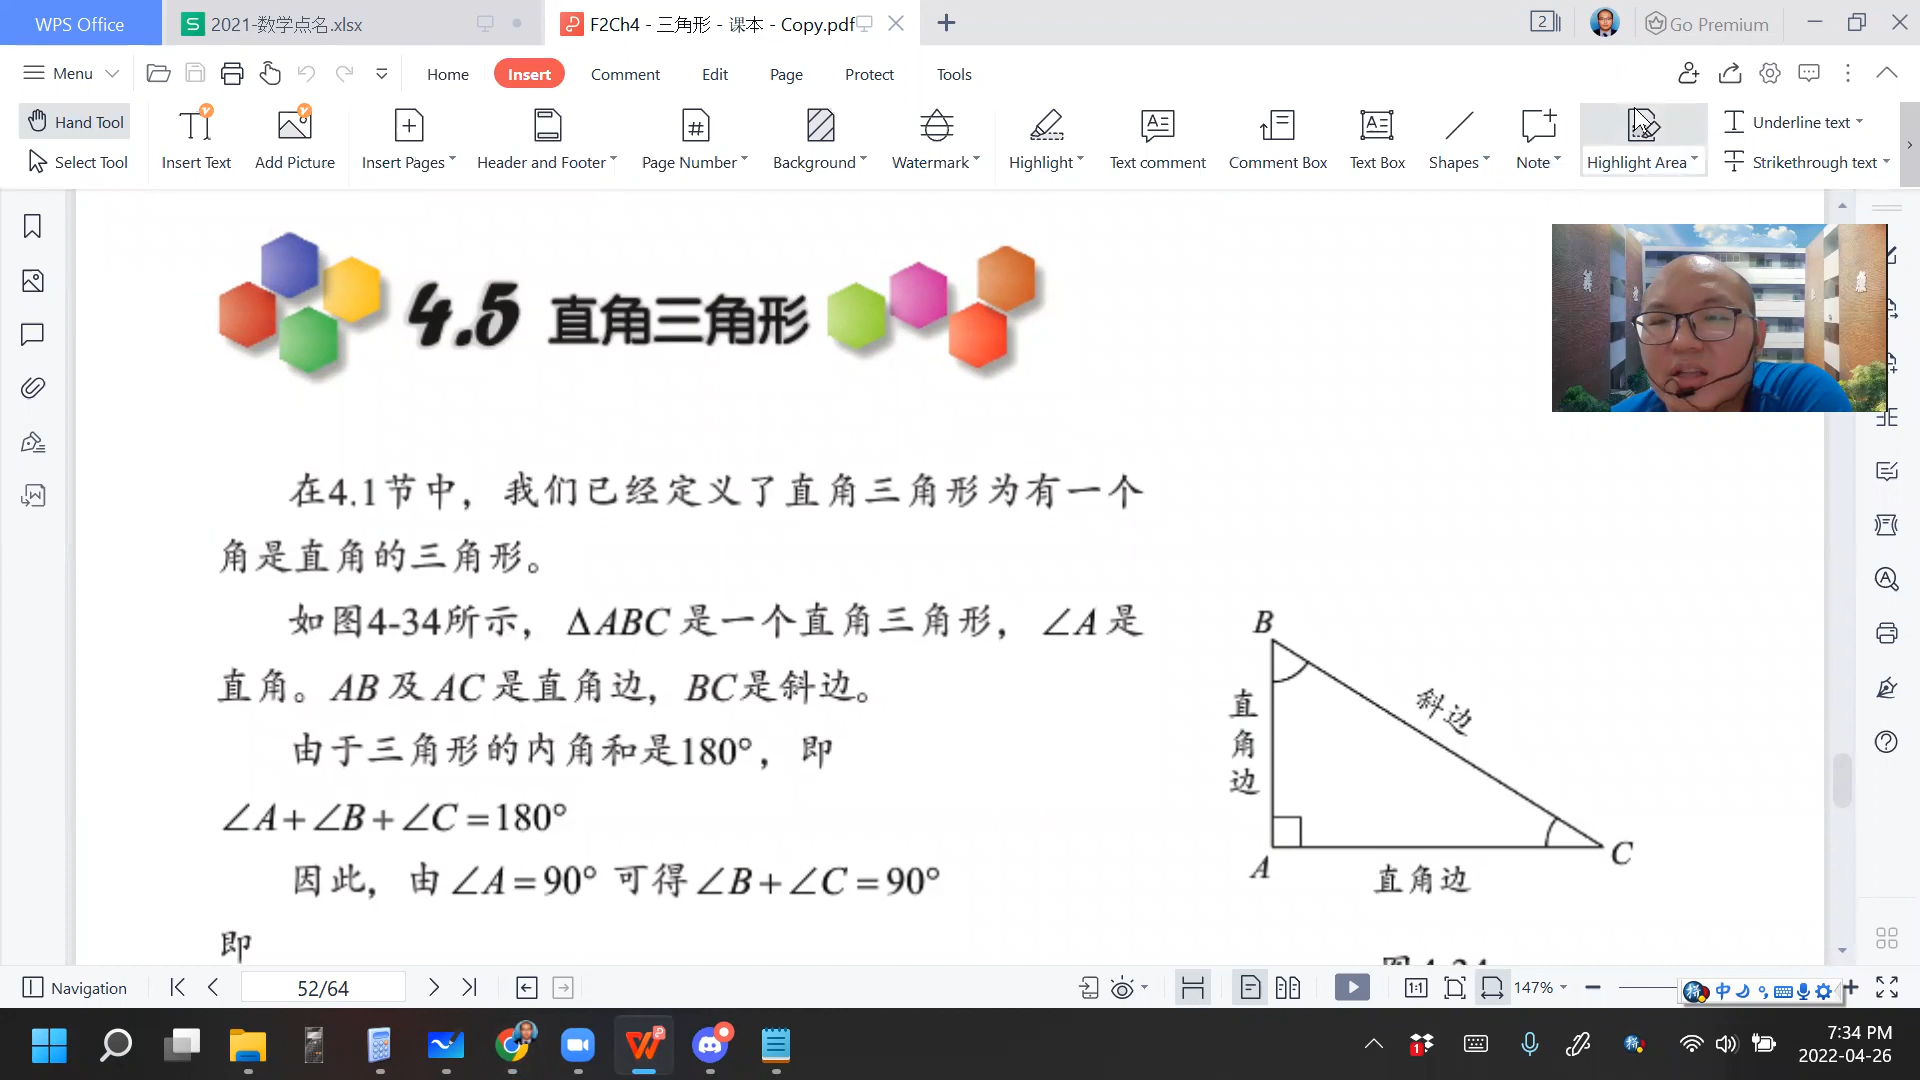 WPS Office
2021-数学点名.xlsx
F2Ch4 - 三角形 - 课本 - Copy.pdf
2
Go Premium
Menu
Home
Insert
Comment
Edit
Page
Protect
Tools
Hand Tool
Select Tool
Insert Text
Add Picture
Insert Pages
Header and Footer
Page Number
Background
Watermark
Highlight
Text comment
Comment Box
Text Box
Shapes
Note
Highlight Area
Underline text
Strikethrough text
4.5 直角三角形
在4.1节中，我们已经定义了直角三角形为有一个
角是直角的三角形。
如图4-34所示，ΔABC是一个直角三角形，∠A是
直角。AB及AC是直角边，BC是斜边。
由于三角形的内角和是180°，即
∠A+∠B+∠C=180°
因此，由∠A=90°可得∠B+∠C=90°
即
B
直角边
斜边
A
C
直角边
Navigation
52/64
1:1
147%
中
1
7:34 PM
2022-04-26